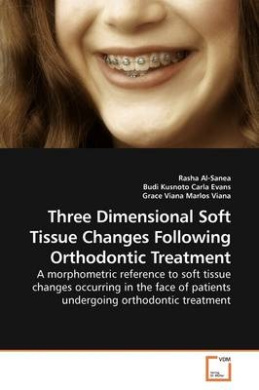 Rasha Al-Sanea
Budi Kusnoto Carla Evans
Grace Viana Marlos Viana
Three Dimensional Soft
Tissue Changes Following
Orthodontic Treatment
A morphometric reference to soft tissue
changes occurring in the face of patients
undergoing orthodontic treatment
VDM